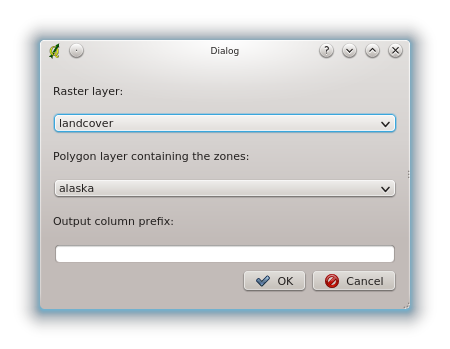 Dialog
Raster layer:
landcover
Polygon layer containing the zones:
alaska
Output column prefix:
OK Cancel